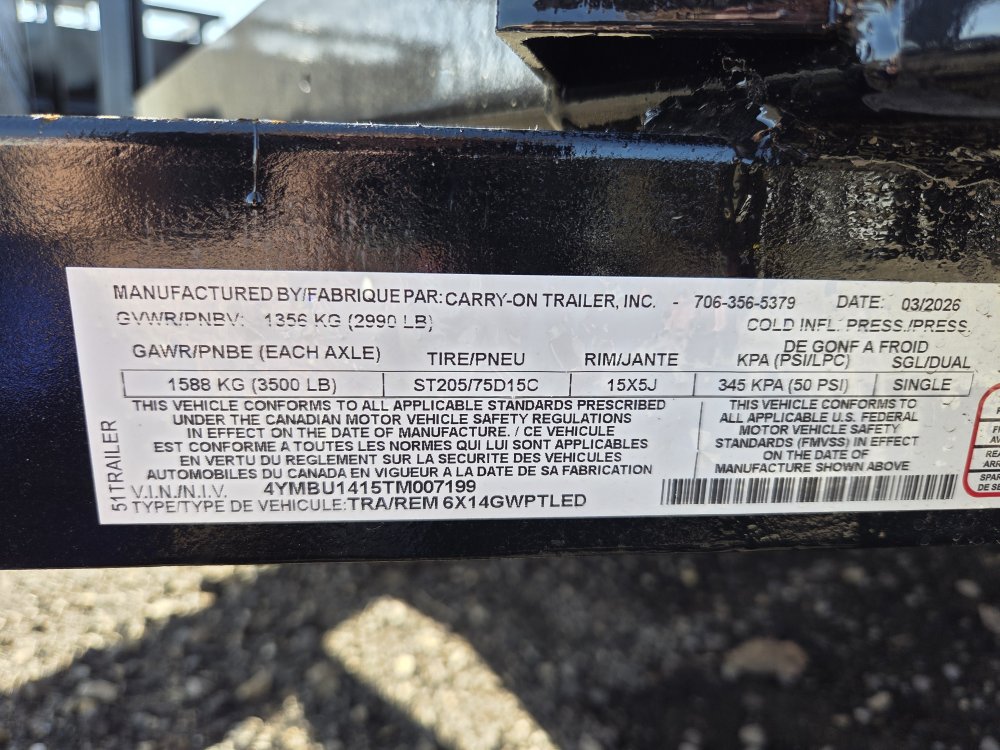 MANUFACTURED BY/FABRIQUE PAR: CARRY-ON TRAILER, INC. - 706-356-5379 DATE: 03/2026
GVWR/PNBV: 1356 KG (2990 LB) COLD INFL. PRESS./PRESS.
DE GONF A FROID
GAWR/PNBE (EACH AXLE) TIRE/PNEU RIM/JANTE KPA (PSI/LPC) SGL/DUAL
1588 KG (3500 LB) ST205/75D15C 15X5J 345 KPA (50 PSI) SINGLE
THIS VEHICLE CONFORMS TO ALL APPLICABLE STANDARDS PRESCRIBED
UNDER THE CANADIAN MOTOR VEHICLE SAFETY REGULATIONS
IN EFFECT ON THE DATE OF MANUFACTURE. / CE VEHICULE
EST CONFORME A TOUTES LES NORMES QUI LUI SONT APPLICABLES
EN VERTU DU REGLEMENT SUR LA SECURITE DES VEHICULES
AUTOMOBILES DU CANADA EN VIGUEUR A LA DATE DE SA FABRICATION
THIS VEHICLE CONFORMS TO
ALL APPLICABLE U.S. FEDERAL
MOTOR VEHICLE SAFETY
STANDARDS (FMVSS) IN EFFECT
ON THE DATE OF
MANUFACTURE SHOWN ABOVE
V.I.N./N.I.V. 4YMBU1415TM007199
TYPE/TYPE DE VEHICULE: TRA/REM 6X14GWPTLED
51TRAILER
SPAR
DE SE